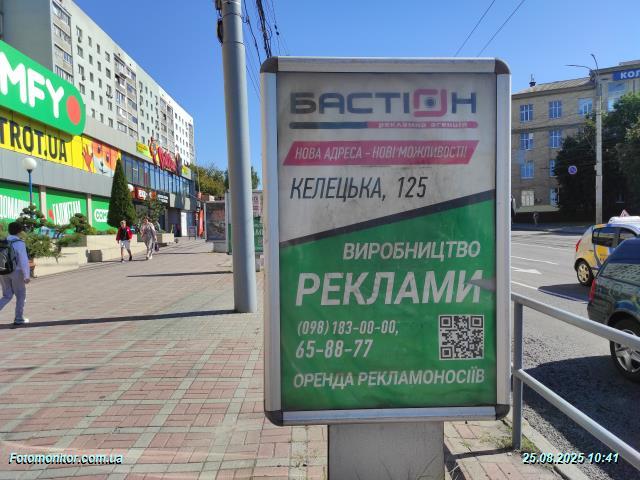 MFY
TROT.UA
КОЛ
БАСТІОН
рекламна агенція
НОВА АДРЕСА - НОВІ МОЖЛИВОСТІ!
КЕЛЕЦЬКА, 125
ВИРОБНИЦТВО
РЕКЛАМИ
(098) 183-00-00,
65-88-77
ОРЕНДА РЕКЛАМОНОСІЇВ
Fotomonitor.com.ua
25.08.2025 10:41